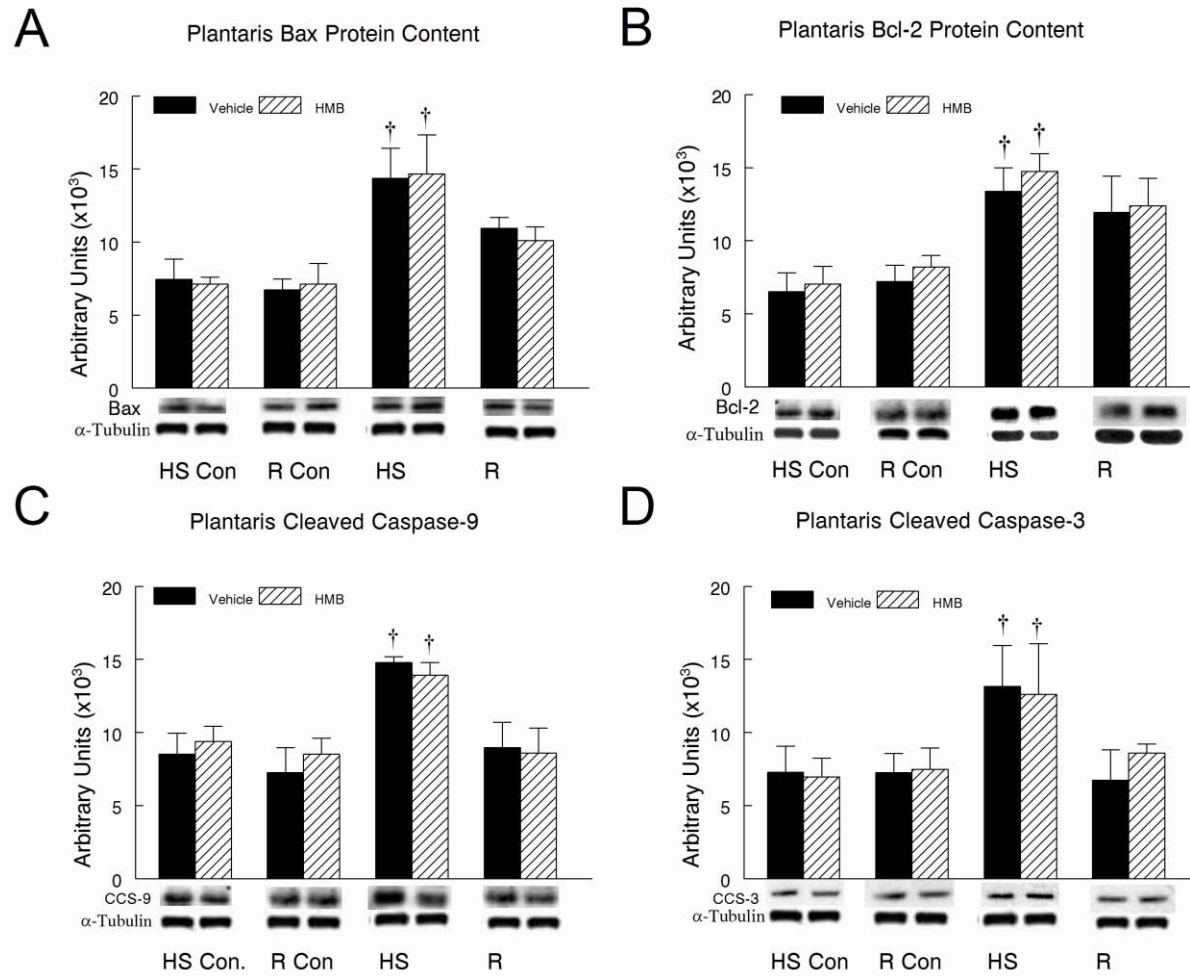 A
Plantaris Bax Protein Content
Vehicle HMB
Arbitrary Units (x10³)
20
15
10
5
0
† †
Bax
α-Tubulin
HS Con R Con HS R
B
Plantaris Bcl-2 Protein Content
Vehicle HMB
Arbitrary Units (x10³)
20
15
10
5
0
† †
Bcl-2
α-Tubulin
HS Con R Con HS R
C
Plantaris Cleaved Caspase-9
Vehicle HMB
Arbitrary Units (x10³)
20
15
10
5
0
† †
CCS-9
α-Tubulin
HS Con. R Con HS R
D
Plantaris Cleaved Caspase-3
Vehicle HMB
Arbitrary Units (x10³)
20
15
10
5
0
† †
CCS-3
α-Tubulin
HS Con R Con HS R